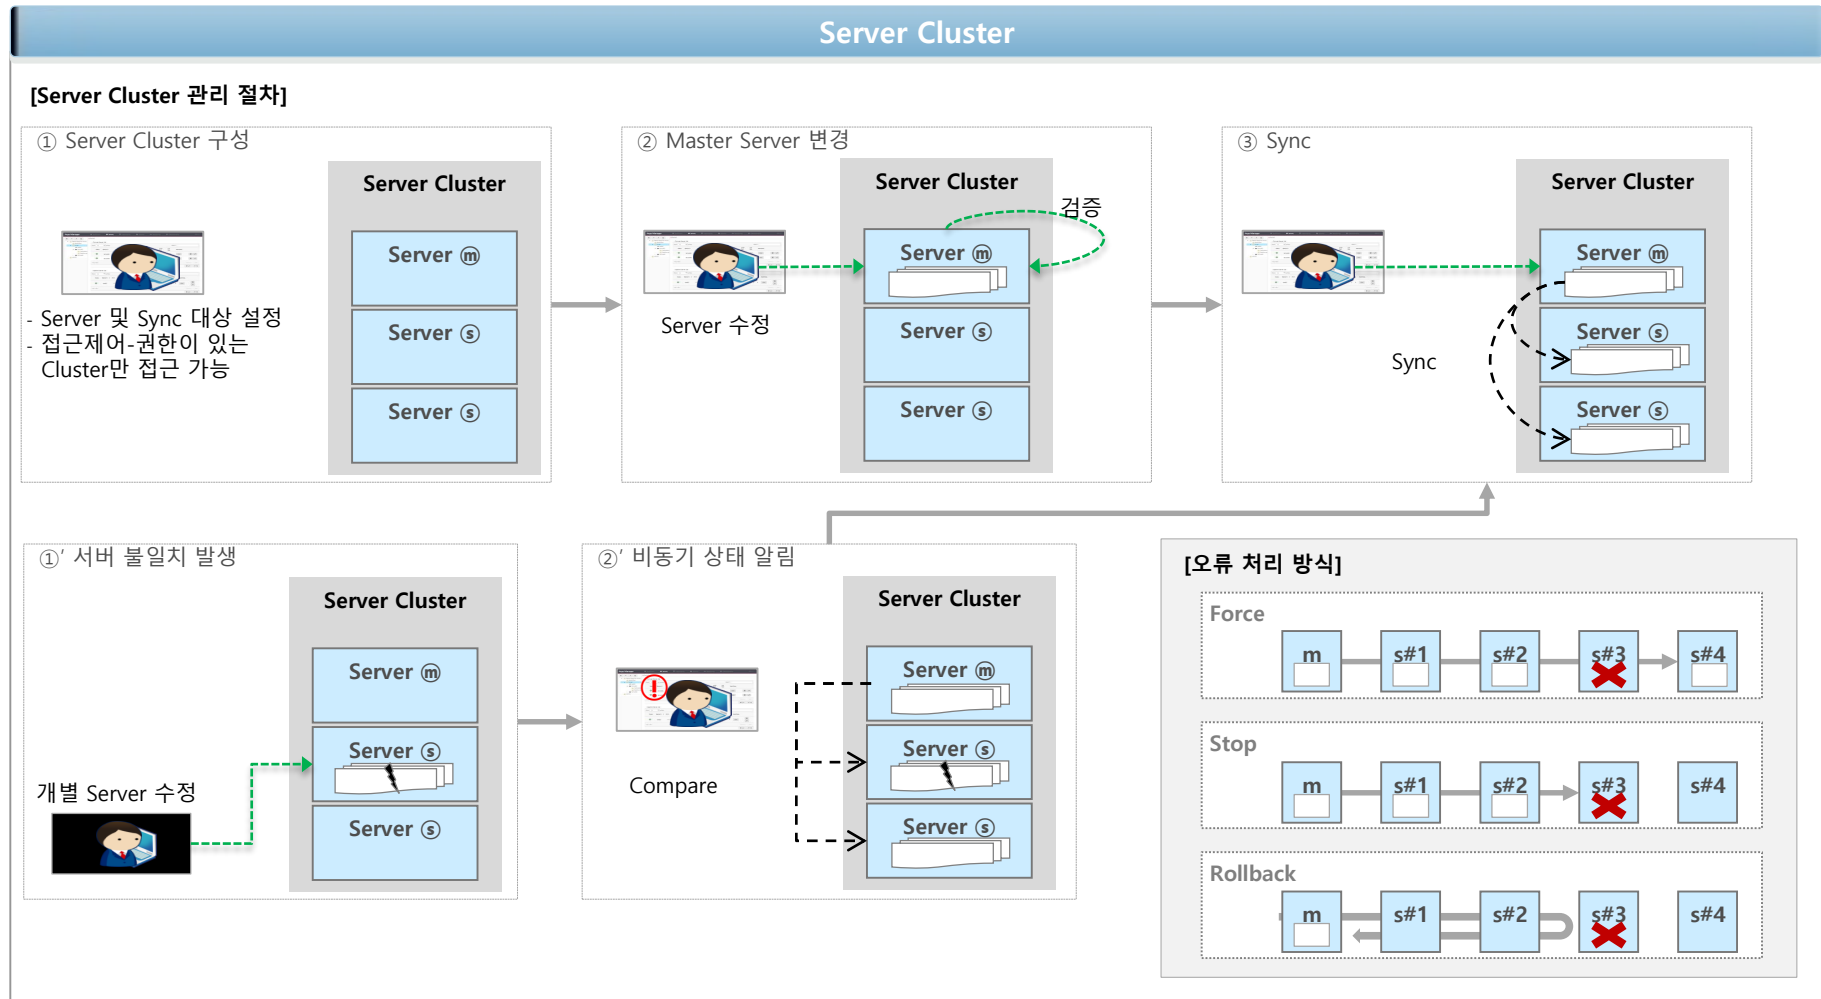 Server Cluster
[Server Cluster 관리 절차]
① Server Cluster 구성
Server Cluster
Server ⓜ
Server ⓢ
Server ⓢ
- Server 및 Sync 대상 설정
- 접근제어-권한이 있는
Cluster만 접근 가능
② Master Server 변경
Server Cluster
검증
Server ⓜ
Server ⓢ
Server ⓢ
Server 수정
③ Sync
Server Cluster
Server ⓜ
Server ⓢ
Server ⓢ
Sync
①′ 서버 불일치 발생
Server Cluster
Server ⓜ
Server ⓢ
Server ⓢ
개별 Server 수정
②′ 비동기 상태 알림
Server Cluster
Server ⓜ
Server ⓢ
Server ⓢ
Compare
[오류 처리 방식]
Force
m s#1 s#2 s#3 s#4
Stop
m s#1 s#2 s#3 s#4
Rollback
m s#1 s#2 s#3 s#4